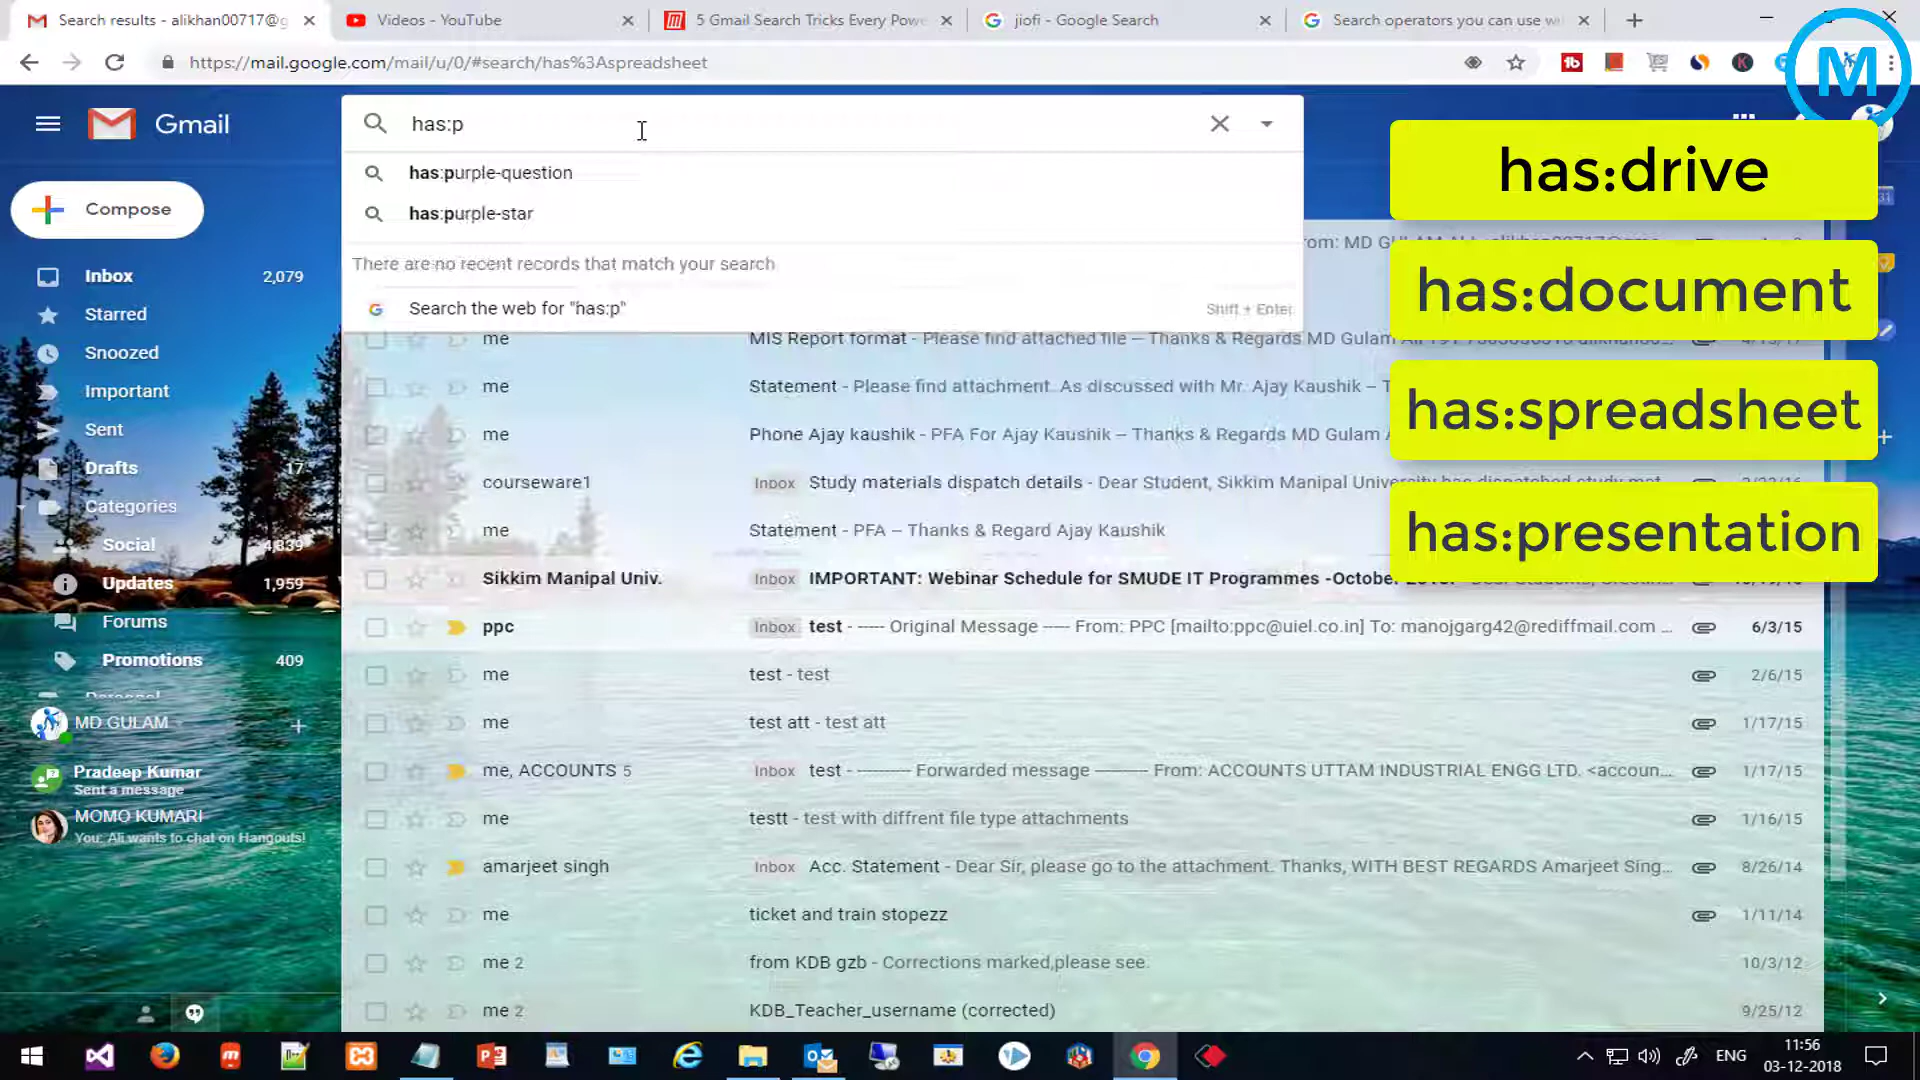 Search results - alikhan00717@g
Videos - YouTube
5 Gmail Search Tricks Every Powe
jiofi - Google Search
Search operators you can use wi
https://mail.google.com/mail/u/0/#search/has%3Aspreadsheet
M
Gmail
has:p
has:purple-question
has:purple-star
There are no recent records that match your search
Search the web for "has:p"
Shift + Enter
has:drive
has:document
has:spreadsheet
has:presentation
Compose
Inbox 2,079
Starred
Snoozed
Important
Sent
Drafts 17
Categories
Social 4,339
Updates 1,959
Forums
Promotions 409
MD GULAM
Pradeep Kumar
Sent a message
MOMO KUMARI
You: Ali wants to chat on Hangouts!
me MIS Report format - Please find attached file – Thanks & Regards MD Gulam
me Statement - Please find attachment. As discussed with Mr. Ajay Kaushik –
me Phone Ajay kaushik - PFA For Ajay Kaushik – Thanks & Regards MD Gulam
courseware1 Inbox Study materials dispatch details - Dear Student, Sikkim Manipal University has dispatched study
me Statement - PFA – Thanks & Regard Ajay Kaushik
Sikkim Manipal Univ. Inbox IMPORTANT: Webinar Schedule for SMUDE IT Programmes -October
ppc Inbox test - ----- Original Message ----- From: PPC [mailto:ppc@uiel.co.in] To: manojgarg42@rediffmail.com ... 6/3/15
me test - test 2/6/15
me test att - test att 1/17/15
me, ACCOUNTS 5 Inbox test - ---------- Forwarded message ---------- From: ACCOUNTS UTTAM INDUSTRIAL ENGG LTD. <accoun... 1/17/15
me testt - test with diffrent file type attachments 1/16/15
amarjeet singh Inbox Acc. Statement - Dear Sir, please go to the attachment. Thanks, WITH BEST REGARDS Amarjeet Sing... 8/26/14
me ticket and train stopezz 1/11/14
me 2 from KDB gzb - Corrections marked,please see. 10/3/12
me 2 KDB_Teacher_username (corrected) 9/25/12
ENG
11:56
03-12-2018